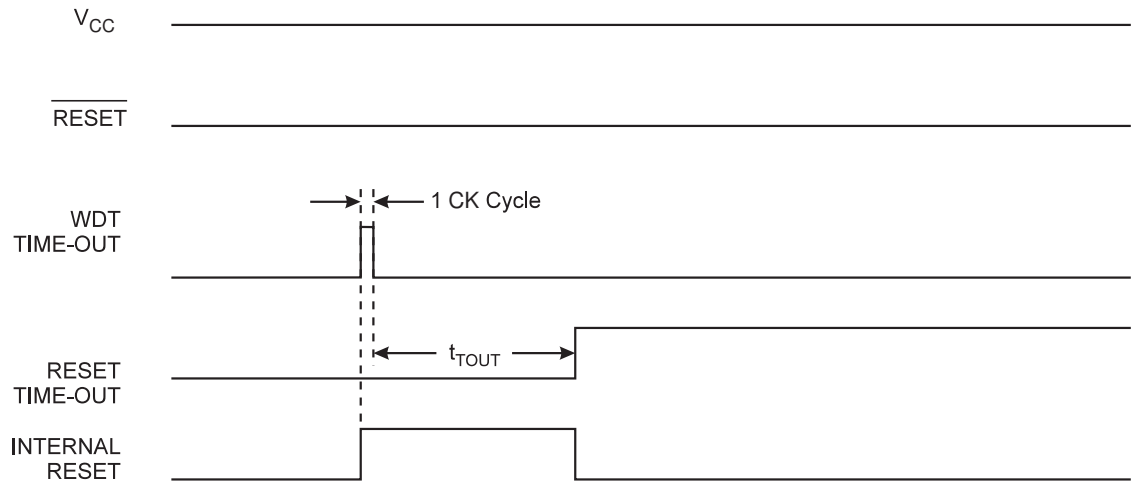 VCC
RESET
1 CK Cycle
WDT
TIME-OUT
tTOUT
RESET
TIME-OUT
INTERNAL
RESET